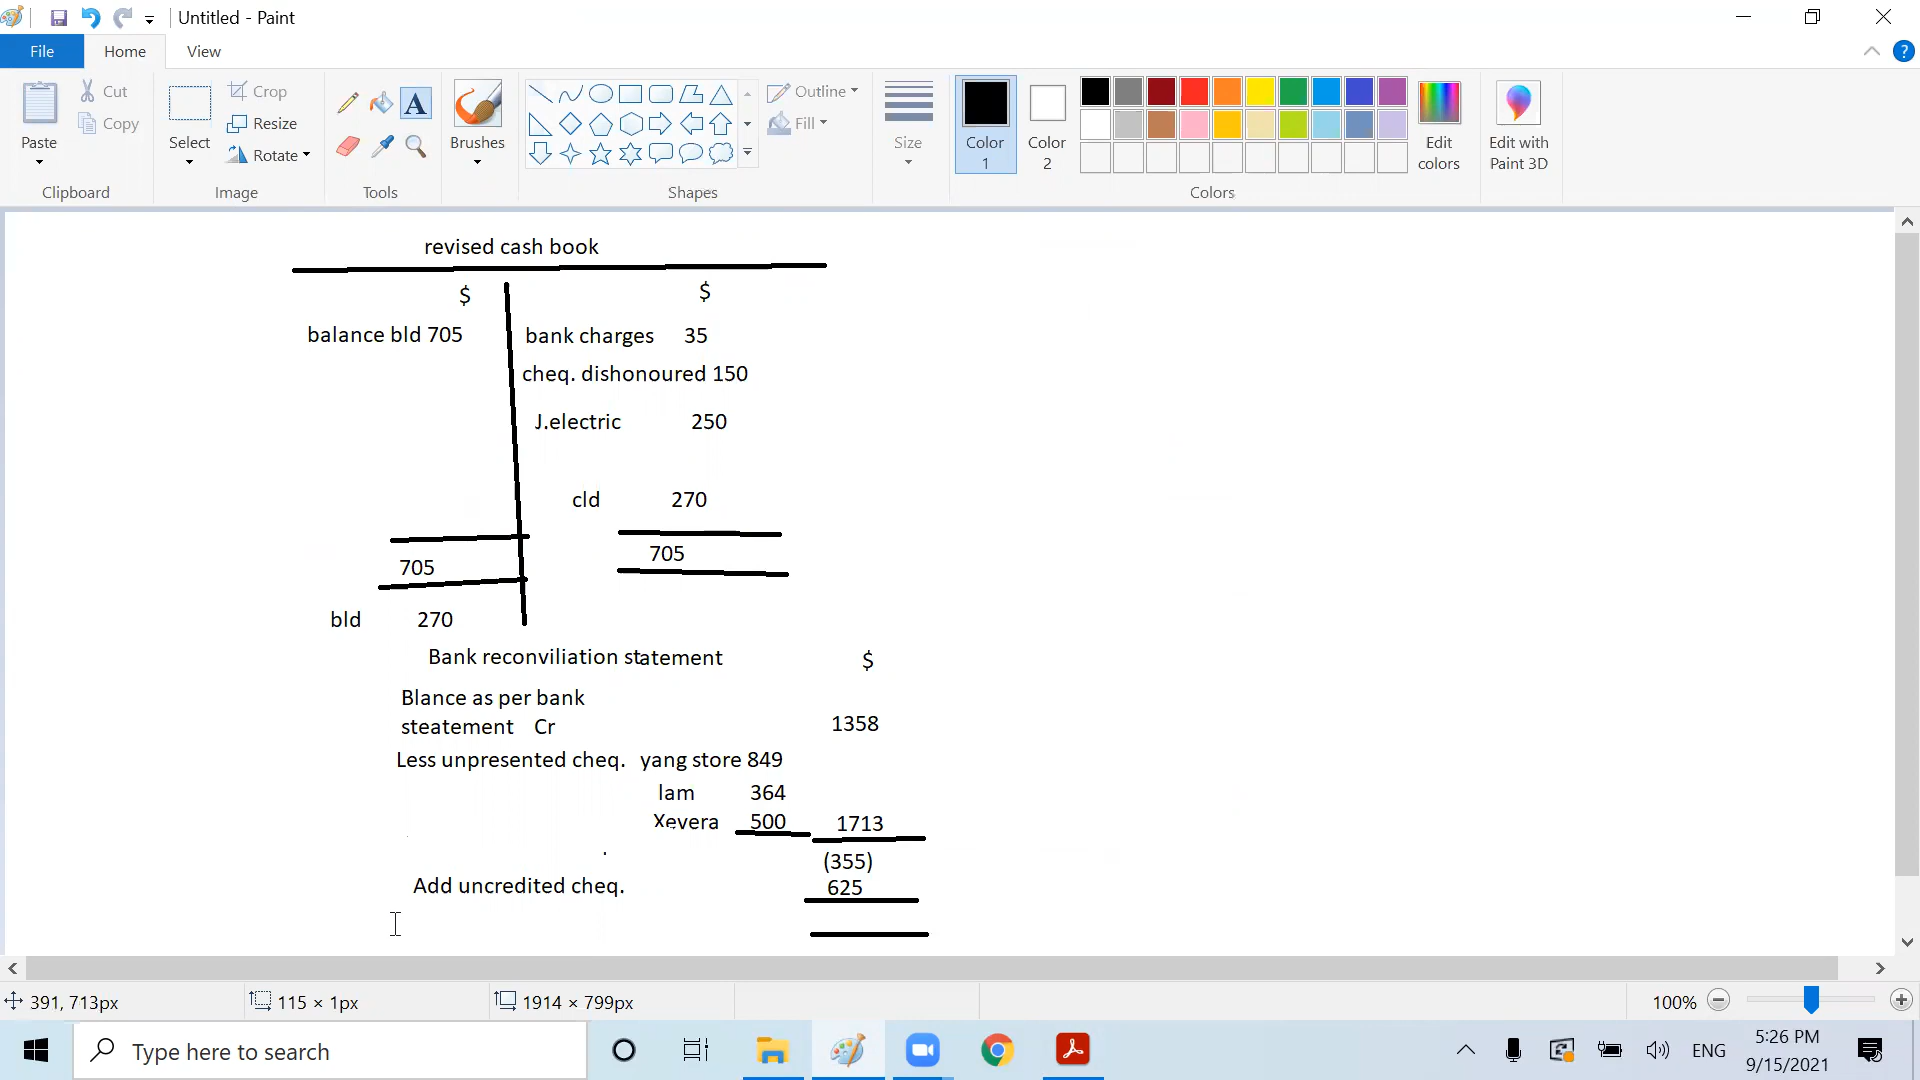 Untitled - Paint
File Home View
Paste
Cut
Copy
Clipboard
Select
Crop
Resize
Rotate
Image
A
Tools
Brushes
Shapes
Outline
Fill
Size
Color 1
Color 2
Colors
Edit colors
Edit with Paint 3D
?
revised cash book
$ $
balance bld 705 bank charges 35
cheq. dishonoured 150
J.electric 250
cld 270
705 705
bld 270
Bank reconviliation statement $
Blance as per bank
steatement Cr 1358
Less unpresented cheq. yang store 849
lam 364
Xevera 500 1713
(355)
Add uncredited cheq. 625
391, 713px 115 × 1px 1914 × 799px 100%
Type here to search ENG 5:26 PM
9/15/2021